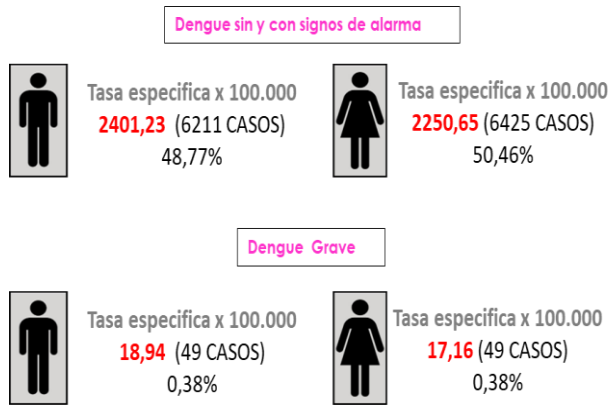 Dengue sin y con signos de alarma
Tasa especifica x 100.000
2401,23 (6211 CASOS)
48,77%
Tasa especifica x 100.000
2250,65 (6425 CASOS)
50,46%
Dengue Grave
Tasa especifica x 100.000
18,94 (49 CASOS)
0,38%
Tasa especifica x 100.000
17,16 (49 CASOS)
0,38%